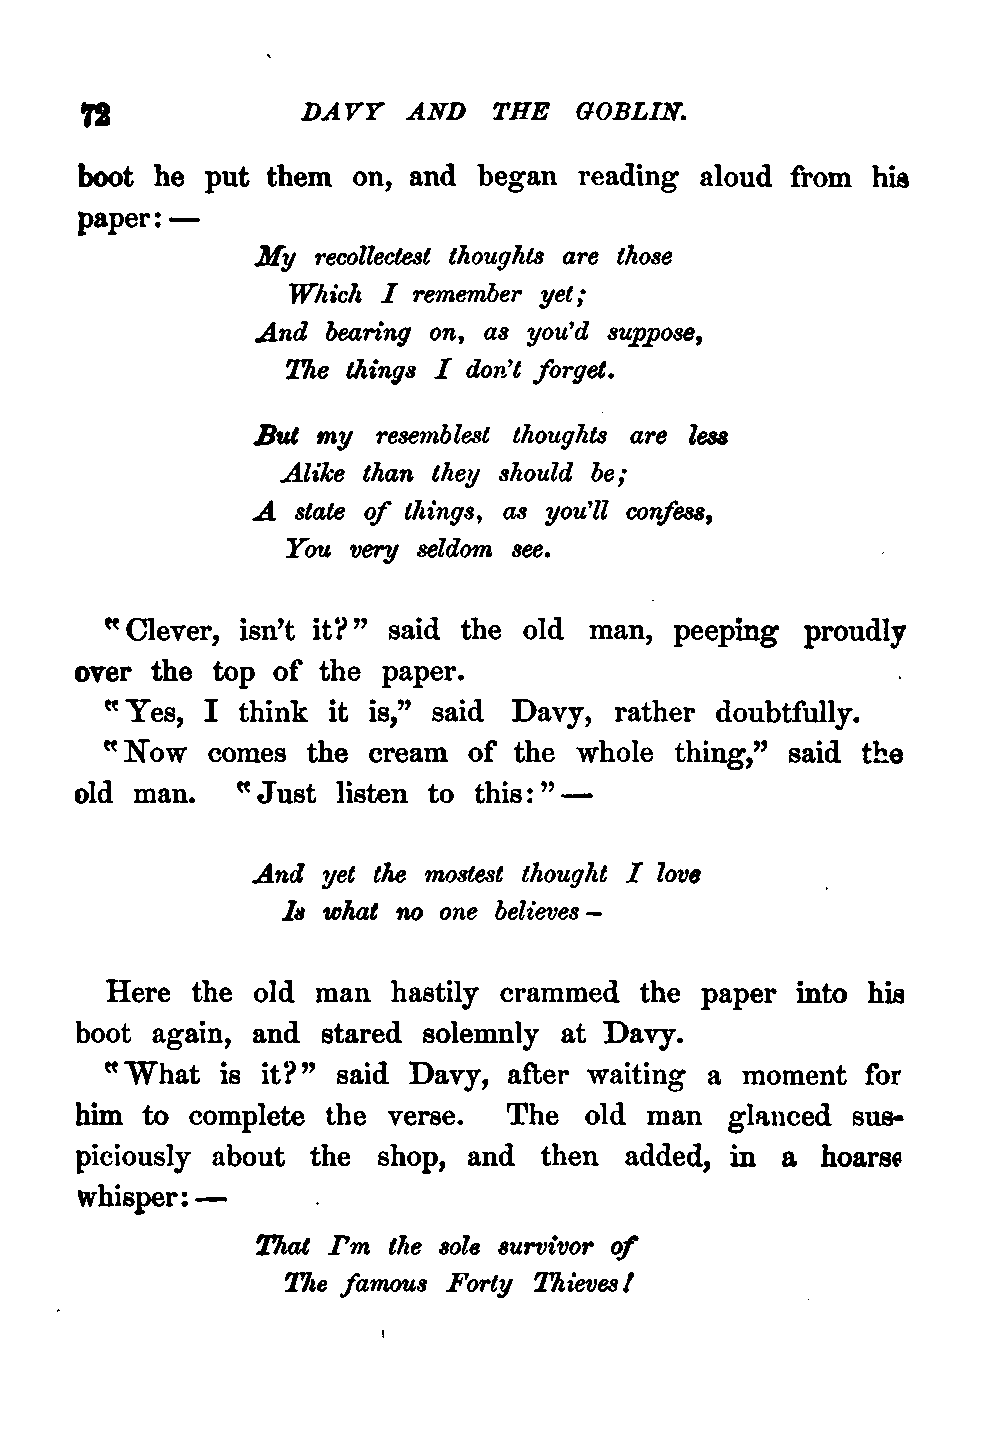 72 DAVY AND THE GOBLIN.
boot he put them on, and began reading aloud from his
paper: —
My recollectest thoughts are those
Which I remember yet;
And bearing on, as you'd suppose,
The things I don't forget.
But my resemblest thoughts are less
Alike than they should be;
A state of things, as you'll confess,
You very seldom see.
"Clever, isn't it?" said the old man, peeping proudly
over the top of the paper.
"Yes, I think it is," said Davy, rather doubtfully.
"Now comes the cream of the whole thing," said the
old man. "Just listen to this:" —
And yet the mostest thought I love
Is what no one believes —
Here the old man hastily crammed the paper into his
boot again, and stared solemnly at Davy.
"What is it?" said Davy, after waiting a moment for
him to complete the verse. The old man glanced sus-
piciously about the shop, and then added, in a hoarse
whisper: —
That I'm the sole survivor of
The famous Forty Thieves!